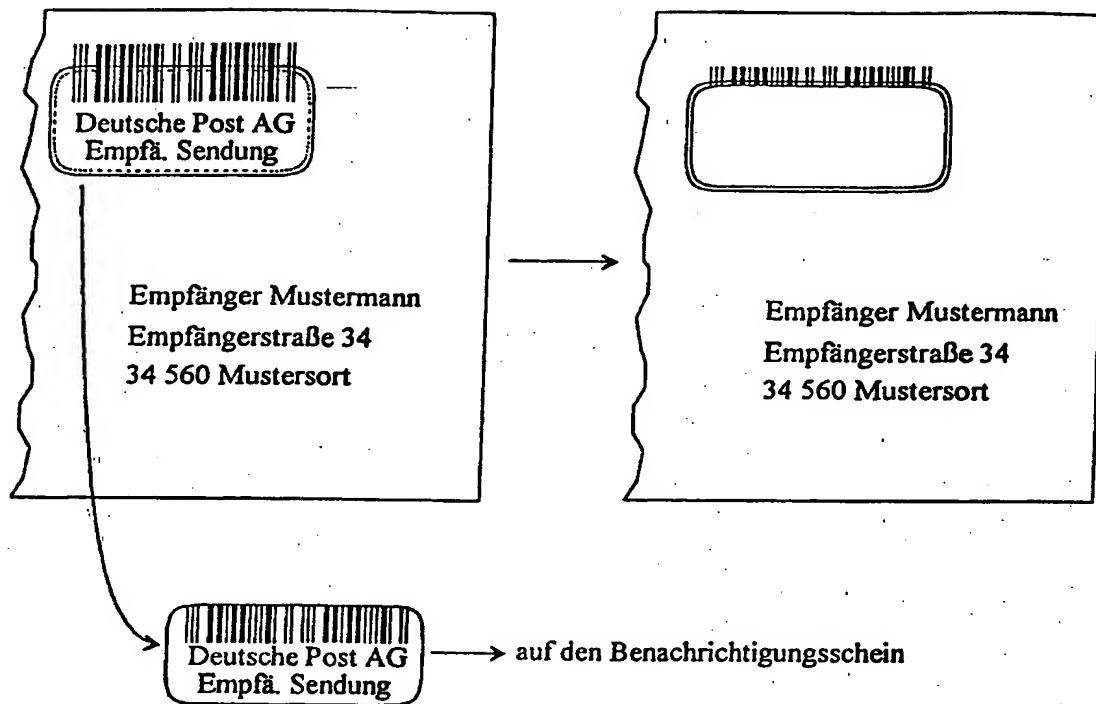 Deutsche Post AG
Empfä. Sendung
Empfänger Mustermann
Empfängerstraße 34
34 560 Mustersort
Empfänger Mustermann
Empfängerstraße 34
34 560 Mustersort
Deutsche Post AG
Empfä. Sendung
auf den Benachrichtigungsschein